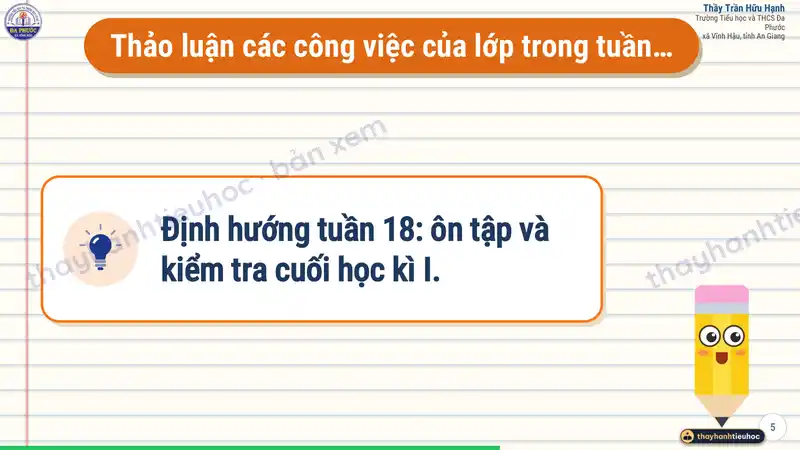 Thầy Trần Hữu Hạnh
Trường Tiểu học và THCS Đa
Phước
xã Vĩnh Hậu, tỉnh An Giang
ĐA PHƯỚC
Thảo luận các công việc của lớp trong tuần…
thayhanhtieuhoc · bản xem
Định hướng tuần 18: ôn tập và
kiểm tra cuối học kì I.
thayhanhtie
5
thayhanhtieuhoc